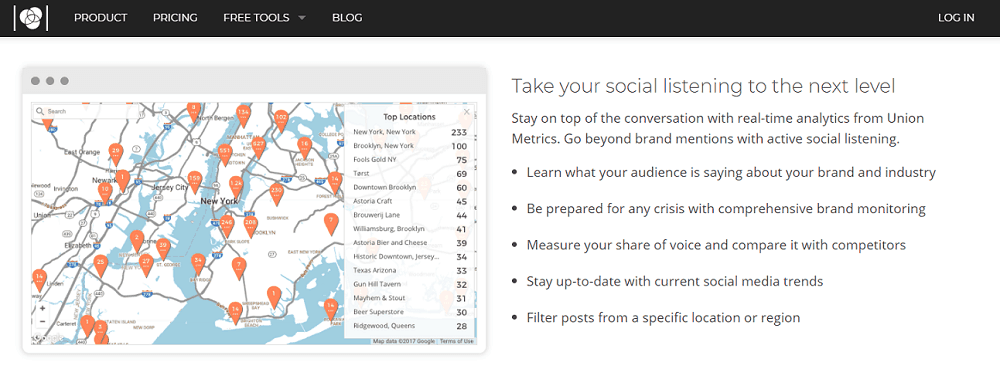 PRODUCT PRICING FREE TOOLS BLOG LOG IN
Search
Top Locations
New York, New York 233
Brooklyn, New York 100
Fools Gold NY 75
Tørst 69
Downtown Brooklyn 60
Astoria Craft 45
Brouwerij Lane 44
Williamsburg, Brooklyn 41
Astoria Bier and Cheese 39
Historic Downtown, Jersey... 34
Texas Arizona 33
Gun Hill Tavern 32
Mayhem & Stout 31
Beer Superstore 30
Ridgewood, Queens 28
North Bergen
East Orange
Newark
Irvington
Jersey City
New York
Union
Elizabeth
BROOKLYN
Linden
Carteret
STATEN ISLAND
Map data ©2017 Google Terms of Use
Take your social listening to the next level
Stay on top of the conversation with real-time analytics from Union
Metrics. Go beyond brand mentions with active social listening.
• Learn what your audience is saying about your brand and industry
• Be prepared for any crisis with comprehensive brand monitoring
• Measure your share of voice and compare it with competitors
• Stay up-to-date with current social media trends
• Filter posts from a specific location or region